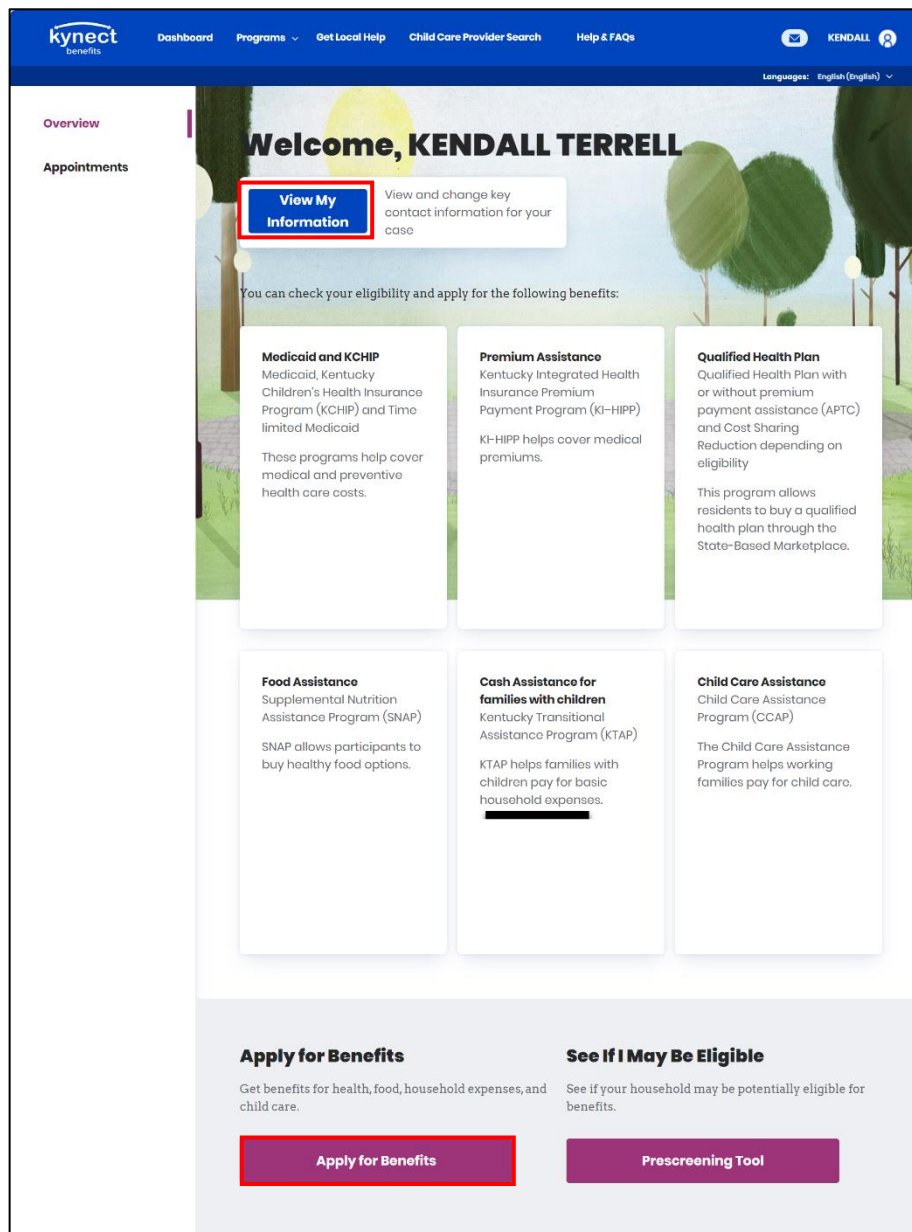 kynect
benefits
Dashboard Programs Get Local Help Child Care Provider Search Help & FAQs KENDALL
Languages: English (English)
Overview
Appointments
Welcome, KENDALL TERRELL
View My
Information
View and change key
contact information for your
case
You can check your eligibility and apply for the following benefits:
Medicaid and KCHIP
Medicaid, Kentucky
Children's Health Insurance
Program (KCHIP) and Time
limited Medicaid
These programs help cover
medical and preventive
health care costs.
Premium Assistance
Kentucky Integrated Health
Insurance Premium
Payment Program (KI-HIPP)
KI-HIPP helps cover medical
premiums.
Qualified Health Plan
Qualified Health Plan with
or without premium
payment assistance (APTC)
and Cost Sharing
Reduction depending on
eligibility
This program allows
residents to buy a qualified
health plan through the
State-Based Marketplace.
Food Assistance
Supplemental Nutrition
Assistance Program (SNAP)
SNAP allows participants to
buy healthy food options.
Cash Assistance for
families with children
Kentucky Transitional
Assistance Program (KTAP)
KTAP helps families with
children pay for basic
household expenses.
Child Care Assistance
Child Care Assistance
Program (CCAP)
The Child Care Assistance
Program helps working
families pay for child care.
Apply for Benefits
Get benefits for health, food, household expenses, and
child care.
Apply for Benefits
See If I May Be Eligible
See if your household may be potentially eligible for
benefits.
Prescreening Tool